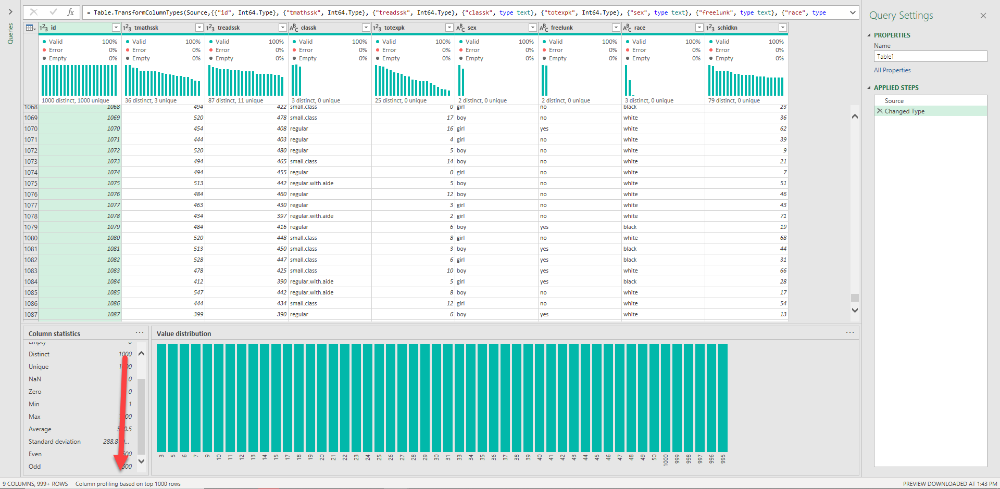 Queries
fx = Table.TransformColumnTypes(Source,{{"id", Int64.Type}, {"tmathssk", Int64.Type}, {"treadssk", Int64.Type}, {"classk", type text}, {"totexpk", Int64.Type}, {"sex", type text}, {"freelunk", type text}, {"race", type
123 id 123 tmathssk 123 treadssk ABC classk 123 totexpk ABC sex ABC freelunk ABC race 123 schidkn
Valid 100% Valid 100% Valid 100% Valid 100% Valid 100% Valid 100% Valid 100% Valid 100% Valid 100%
Error 0% Error 0% Error 0% Error 0% Error 0% Error 0% Error 0% Error 0% Error 0%
Empty 0% Empty 0% Empty 0% Empty 0% Empty 0% Empty 0% Empty 0% Empty 0% Empty 0%
1000 distinct, 1000 unique 36 distinct, 3 unique 87 distinct, 11 unique 3 distinct, 0 unique 25 distinct, 0 unique 2 distinct, 0 unique 2 distinct, 0 unique 3 distinct, 0 unique 79 distinct, 0 unique
1068 1068 494 422 small.class 0 girl no black 23
1069 1069 520 478 small.class 17 boy no white 36
1070 1070 454 408 regular 16 girl yes white 62
1071 1071 444 403 regular 4 girl no white 39
1072 1072 520 480 regular 5 boy no white 9
1073 1073 494 465 small.class 14 boy no white 21
1074 1074 494 455 regular 0 girl no white 7
1075 1075 513 442 regular.with.aide 5 boy no white 51
1076 1076 484 460 regular 12 boy no white 46
1077 1077 463 430 regular 3 girl no white 43
1078 1078 434 397 regular.with.aide 2 girl no white 71
1079 1079 484 416 regular 6 boy yes black 19
1080 1080 520 448 small.class 8 girl no white 68
1081 1081 513 450 small.class 3 boy yes black 44
1082 1082 528 447 small.class 6 girl yes black 31
1083 1083 478 425 small.class 10 boy yes white 66
1084 1084 412 390 regular.with.aide 5 girl yes black 28
1085 1085 547 442 regular.with.aide 8 boy no white 17
1086 1086 444 434 small.class 12 girl no white 54
1087 1087 399 390 regular 6 boy yes white 13
Column statistics
Empty 0
Distinct 1000
Unique
NaN 0
Zero 0
Min 1
Max
Average
Standard deviation
Even
Odd
Value distribution
3 5 6 7 9 10 11 12 13 14 15 17 18 19 20 21 22 23 24 25 26 27 28 29 30 31 33 34 35 36 37 38 39 40 41 42 43 44 45 46 47 48 49 50 1000 999 998 997 996 995
Query Settings
PROPERTIES
Name
Table1
All Properties
APPLIED STEPS
Source
Changed Type
9 COLUMNS, 999+ ROWS Column profiling based on top 1000 rows
PREVIEW DOWNLOADED AT 1:43 PM